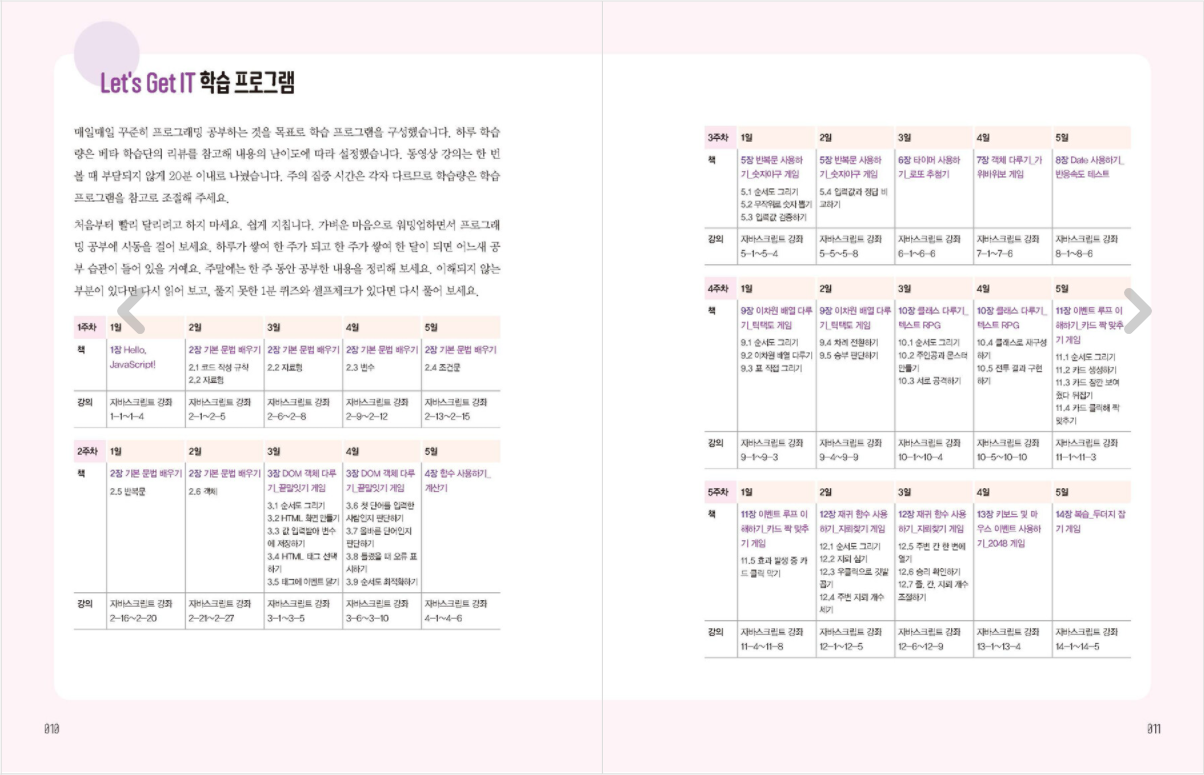 Let's Get IT 학습 프로그램
매일매일 꾸준히 프로그래밍 공부하는 것을 목표로 학습 프로그램을 구성했습니다. 하루 학습
량은 베타 학습단의 리뷰를 참고해 내용의 난이도에 따라 설정했습니다. 동영상 강의는 한 번
볼 때 부담되지 않게 20분 이내로 나눴습니다. 주의 집중 시간은 각자 다르므로 학습량은 학습
프로그램을 참고로 조절해 주세요.
처음부터 빨리 달리려고 하지 마세요. 쉽게 지칩니다. 가벼운 마음으로 워밍업하면서 프로그래
밍 공부에 시동을 걸어 보세요. 하루가 쌓여 한 주가 되고 한 주가 쌓여 한 달이 되면 어느새 공
부 습관이 들어 있을 거예요. 주말에는 한 주 동안 공부한 내용을 정리해 보세요. 이해되지 않는
부분이 있다면 다시 읽어 보고, 풀지 못한 1분 퀴즈와 셀프체크가 있다면 다시 풀어 보세요.
1주차 1일 2일 3일 4일 5일
책
1장 Hello,
JavaScript!
2장 기본 문법 배우기
2.1 코드 작성 규칙
2.2 자료형
2장 기본 문법 배우기
2.2 자료형
2장 기본 문법 배우기
2.3 변수
2장 기본 문법 배우기
2.4 조건문
강의
자바스크립트 강좌
1-1~1-4
자바스크립트 강좌
2-1~2-5
자바스크립트 강좌
2-6~2-8
자바스크립트 강좌
2-9~2-12
자바스크립트 강좌
2-13~2-15
2주차 1일 2일 3일 4일 5일
책
2장 기본 문법 배우기
2.5 반복문
2장 기본 문법 배우기
2.6 객체
3장 DOM 객체 다루
기_끝말잇기 게임
3.1 순서도 그리기
3.2 HTML 화면 만들기
3.3 값 입력받아 변수
에 저장하기
3.4 HTML 태그 선택
하기
3.5 태그에 이벤트 달기
3장 DOM 객체 다루
기_끝말잇기 게임
3.6 첫 단어를 입력한
사람인지 판단하기
3.7 올바른 단어인지
판단하기
3.8 틀렸을 때 오류 표
시하기
3.9 순서도 최적화하기
4장 함수 사용하기_
계산기
강의
자바스크립트 강좌
2-16~2-20
자바스크립트 강좌
2-21~2-27
자바스크립트 강좌
3-1~3-5
자바스크립트 강좌
3-6~3-10
자바스크립트 강좌
4-1~4-6
010
3주차 1일 2일 3일 4일 5일
책
5장 반복문 사용하
기_숫자야구 게임
5.1 순서도 그리기
5.2 무작위로 숫자 뽑기
5.3 입력값 검증하기
5장 반복문 사용하
기_숫자야구 게임
5.4 입력값과 정답 비
교하기
6장 타이머 사용하
기_로또 추첨기
7장 객체 다루기_가
위바위보 게임
8장 Date 사용하기_
반응속도 테스트
강의
자바스크립트 강좌
5-1~5-4
자바스크립트 강좌
5-5~5-8
자바스크립트 강좌
6-1~6-6
자바스크립트 강좌
7-1~7-6
자바스크립트 강좌
8-1~8-6
4주차 1일 2일 3일 4일 5일
책
9장 이차원 배열 다루
기_틱택토 게임
9.1 순서도 그리기
9.2 이차원 배열 다루기
9.3 표 직접 그리기
9장 이차원 배열 다루
기_틱택토 게임
9.4 차례 전환하기
9.5 승부 판단하기
10장 클래스 다루기_
텍스트 RPG
10.1 순서도 그리기
10.2 주인공과 몬스터
만들기
10.3 서로 공격하기
10장 클래스 다루기_
텍스트 RPG
10.4 클래스로 재구성
하기
10.5 전투 결과 구현
하기
11장 이벤트 루프 이
해하기_카드 짝 맞추
기 게임
11.1 순서도 그리기
11.2 카드 생성하기
11.3 카드 잠깐 보여
줬다 뒤집기
11.4 카드 클릭해 짝
맞추기
강의
자바스크립트 강좌
9-1~9-3
자바스크립트 강좌
9-4~9-9
자바스크립트 강좌
10-1~10-4
자바스크립트 강좌
10-5~10-10
자바스크립트 강좌
11-1~11-3
5주차 1일 2일 3일 4일 5일
책
11장 이벤트 루프 이
해하기_카드 짝 맞추
기 게임
11.5 효과 발생 중 카
드 클릭 막기
12장 재귀 함수 사용
하기_지뢰찾기 게임
12.1 순서도 그리기
12.2 지뢰 심기
12.3 우클릭으로 깃발
꽂기
12.4 주변 지뢰 개수
세기
12장 재귀 함수 사용
하기_지뢰찾기 게임
12.5 주변 칸 한 번에
열기
12.6 승리 확인하기
12.7 줄, 칸, 지뢰 개수
조절하기
13장 키보드 및 마
우스 이벤트 사용하
기_2048 게임
14장 복습_두더지 잡
기 게임
강의
자바스크립트 강좌
11-4~11-8
자바스크립트 강좌
12-1~12-5
자바스크립트 강좌
12-6~12-9
자바스크립트 강좌
13-1~13-4
자바스크립트 강좌
14-1~14-5
011